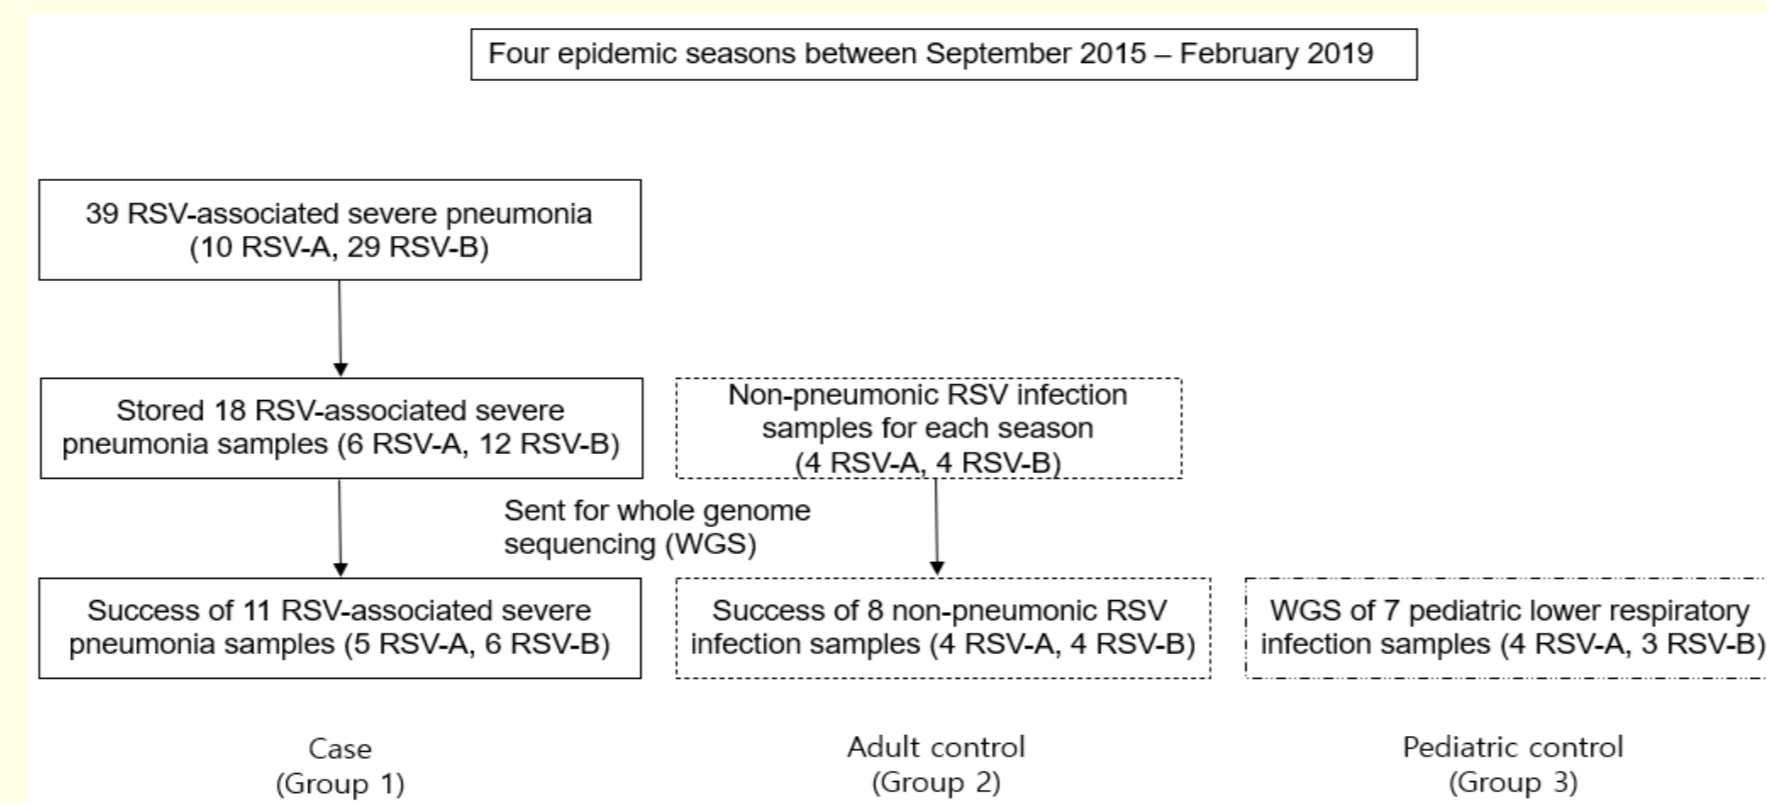 Four epidemic seasons between September 2015 – February 2019
39 RSV-associated severe pneumonia
(10 RSV-A, 29 RSV-B)
Stored 18 RSV-associated severe
pneumonia samples (6 RSV-A, 12 RSV-B)
Non-pneumonic RSV infection
samples for each season
(4 RSV-A, 4 RSV-B)
Sent for whole genome
sequencing (WGS)
Success of 11 RSV-associated severe
pneumonia samples (5 RSV-A, 6 RSV-B)
Success of 8 non-pneumonic RSV
infection samples (4 RSV-A, 4 RSV-B)
WGS of 7 pediatric lower respiratory
infection samples (4 RSV-A, 3 RSV-B)
Case
(Group 1)
Adult control
(Group 2)
Pediatric control
(Group 3)